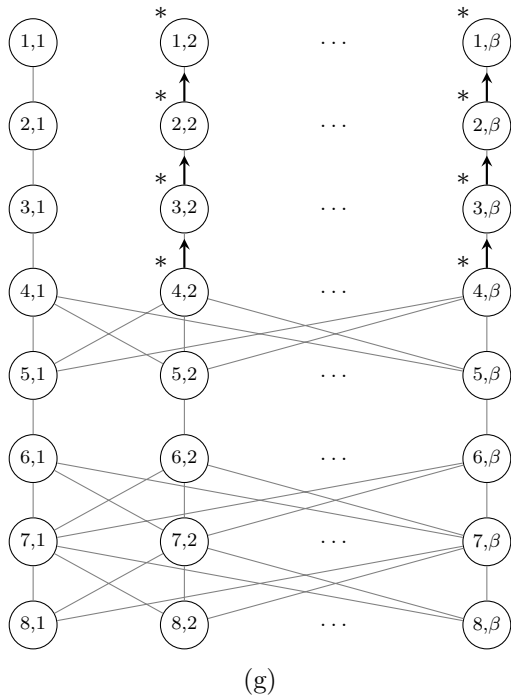 * *
1,1 1,2 ··· 1,β
* *
2,1 2,2 ··· 2,β
* *
3,1 3,2 ··· 3,β
* *
4,1 4,2 ··· 4,β
5,1 5,2 ··· 5,β
6,1 6,2 ··· 6,β
7,1 7,2 ··· 7,β
8,1 8,2 ··· 8,β
(g)